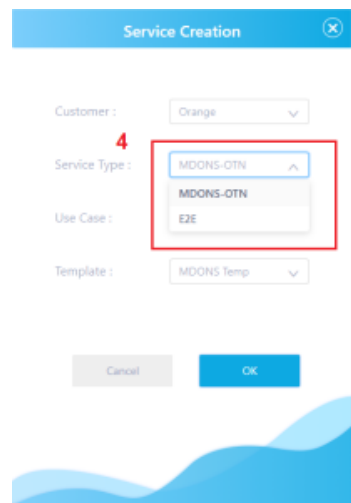 Service Creation
Customer : Orange
4
Service Type : MDONS-OTN
MDONS-OTN
E2E
Use Case :
Template : MDONS Temp
Cancel OK